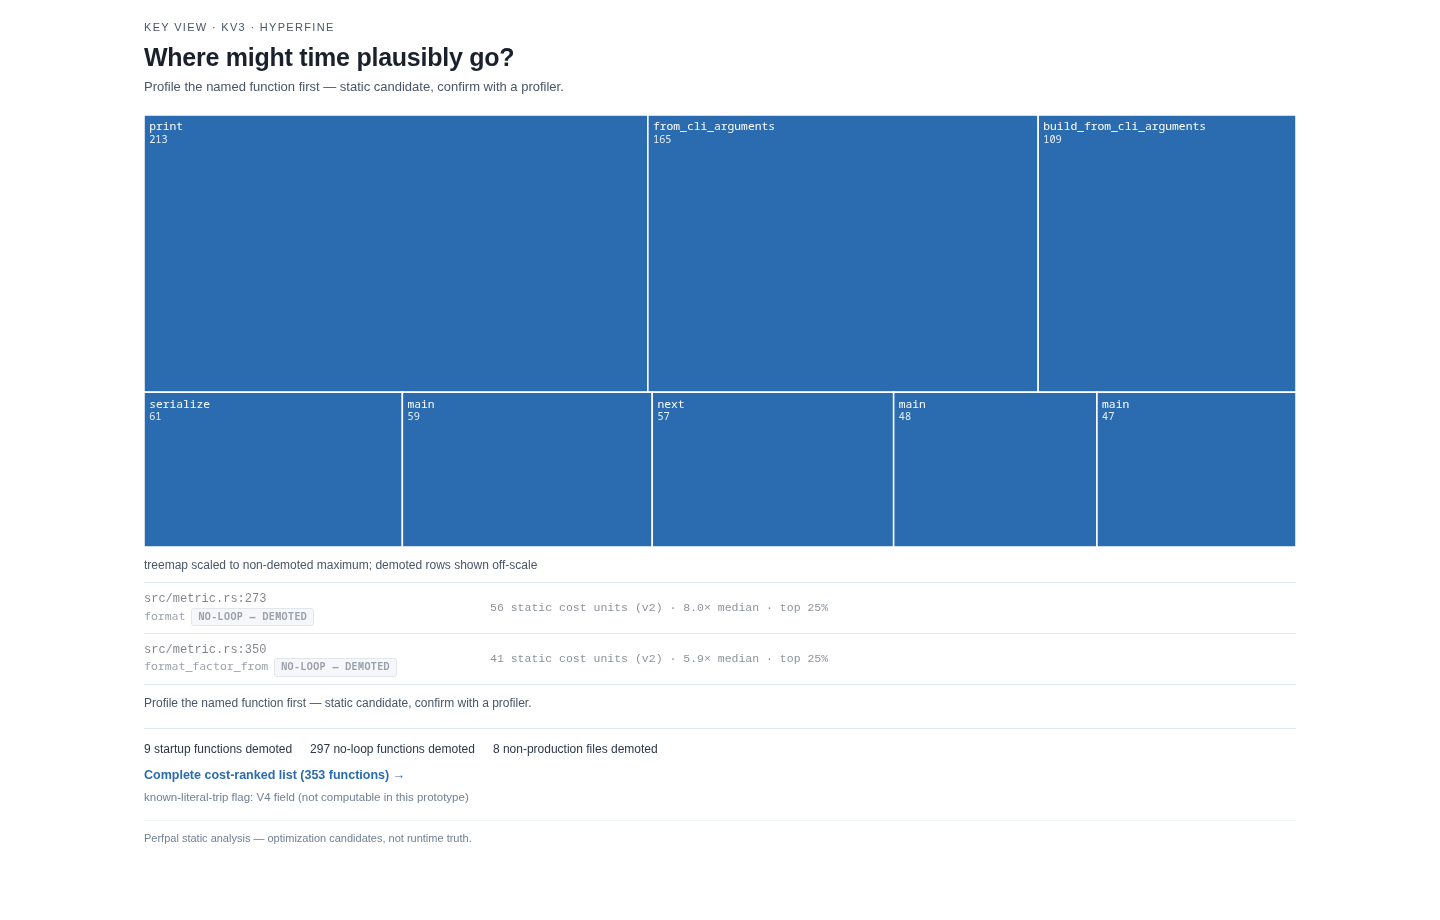 KEY VIEW · KV3 · HYPERFINE
Where might time plausibly go?
Profile the named function first — static candidate, confirm with a profiler.
print
213
from_cli_arguments
165
build_from_cli_arguments
109
serialize
61
main
59
next
57
main
48
main
47
treemap scaled to non-demoted maximum; demoted rows shown off-scale
src/metric.rs:273
format NO-LOOP — DEMOTED
56 static cost units (v2) · 8.0× median · top 25%
src/metric.rs:350
format_factor_from NO-LOOP — DEMOTED
41 static cost units (v2) · 5.9× median · top 25%
Profile the named function first — static candidate, confirm with a profiler.
9 startup functions demoted 297 no-loop functions demoted 8 non-production files demoted
Complete cost-ranked list (353 functions) →
known-literal-trip flag: V4 field (not computable in this prototype)
Perfpal static analysis — optimization candidates, not runtime truth.